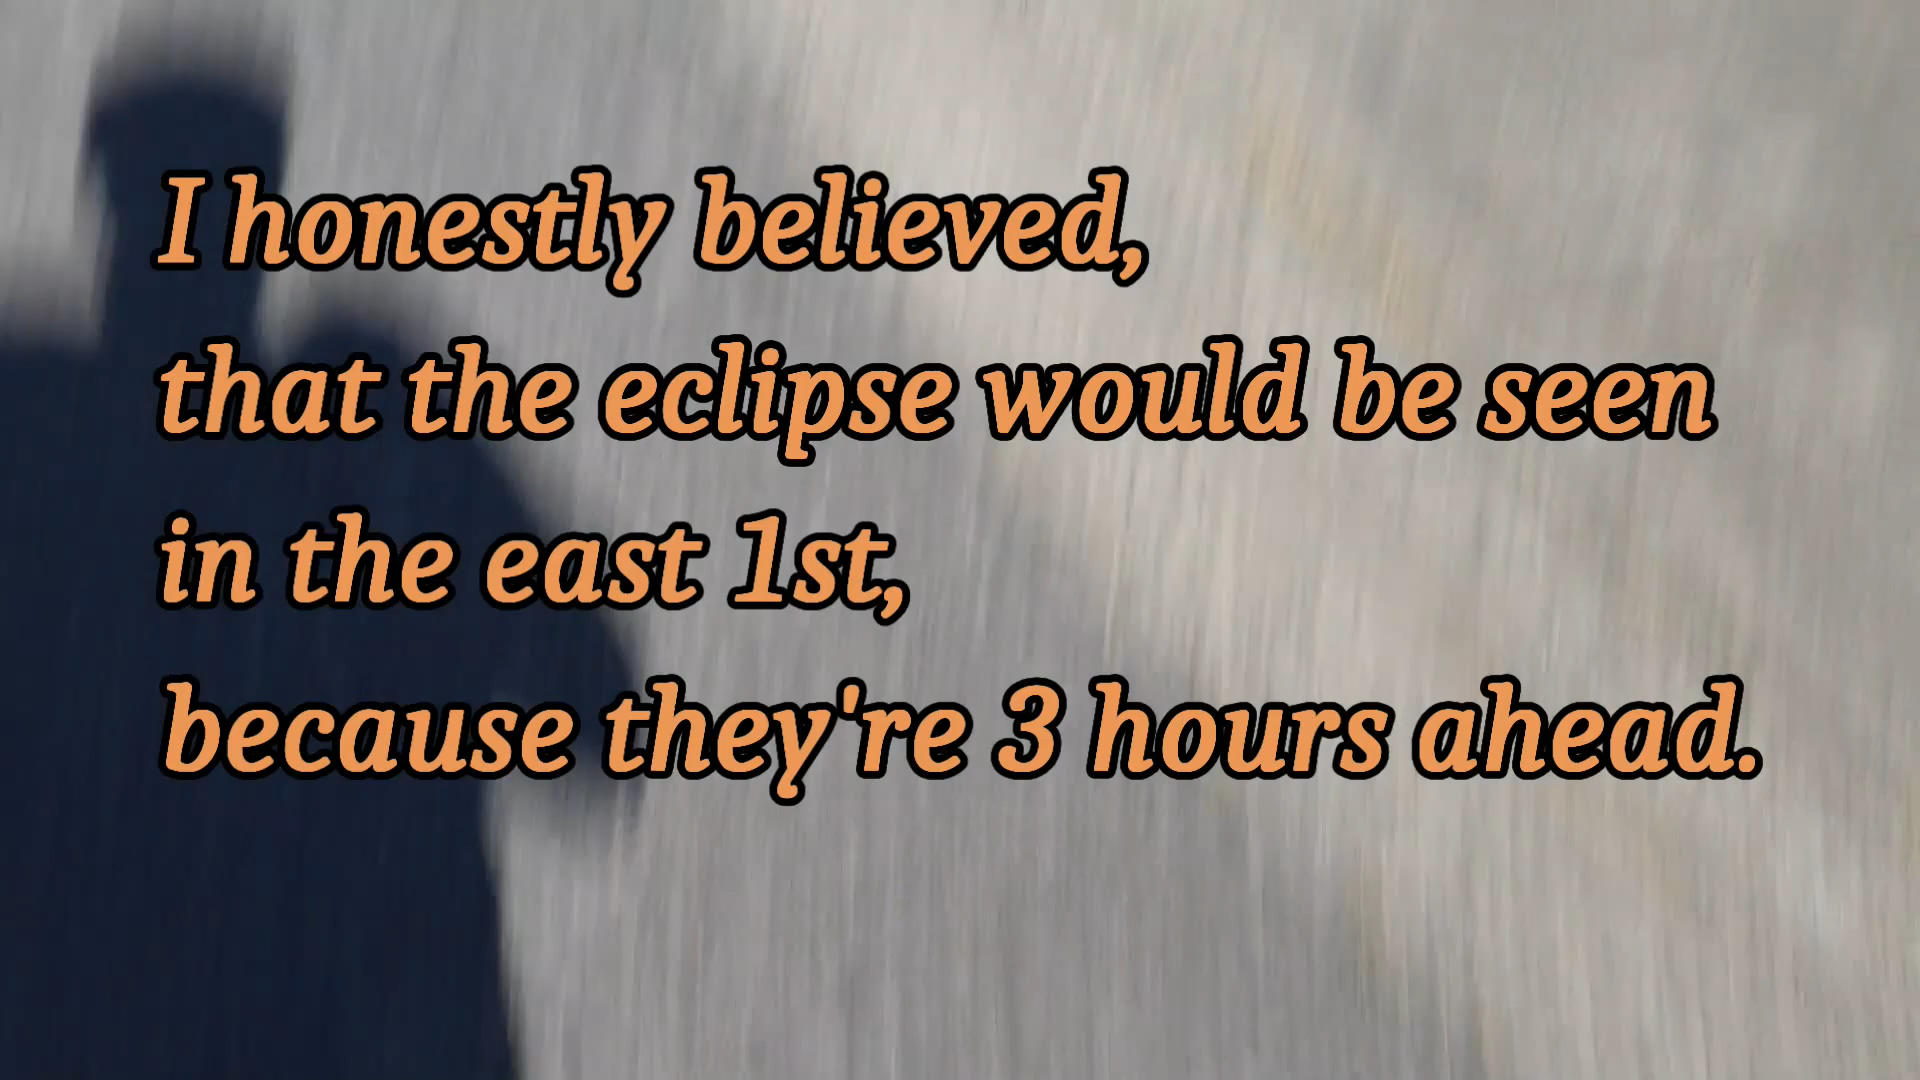 I honestly believed,
that the eclipse would be seen
in the east 1st,
because they're 3 hours ahead.